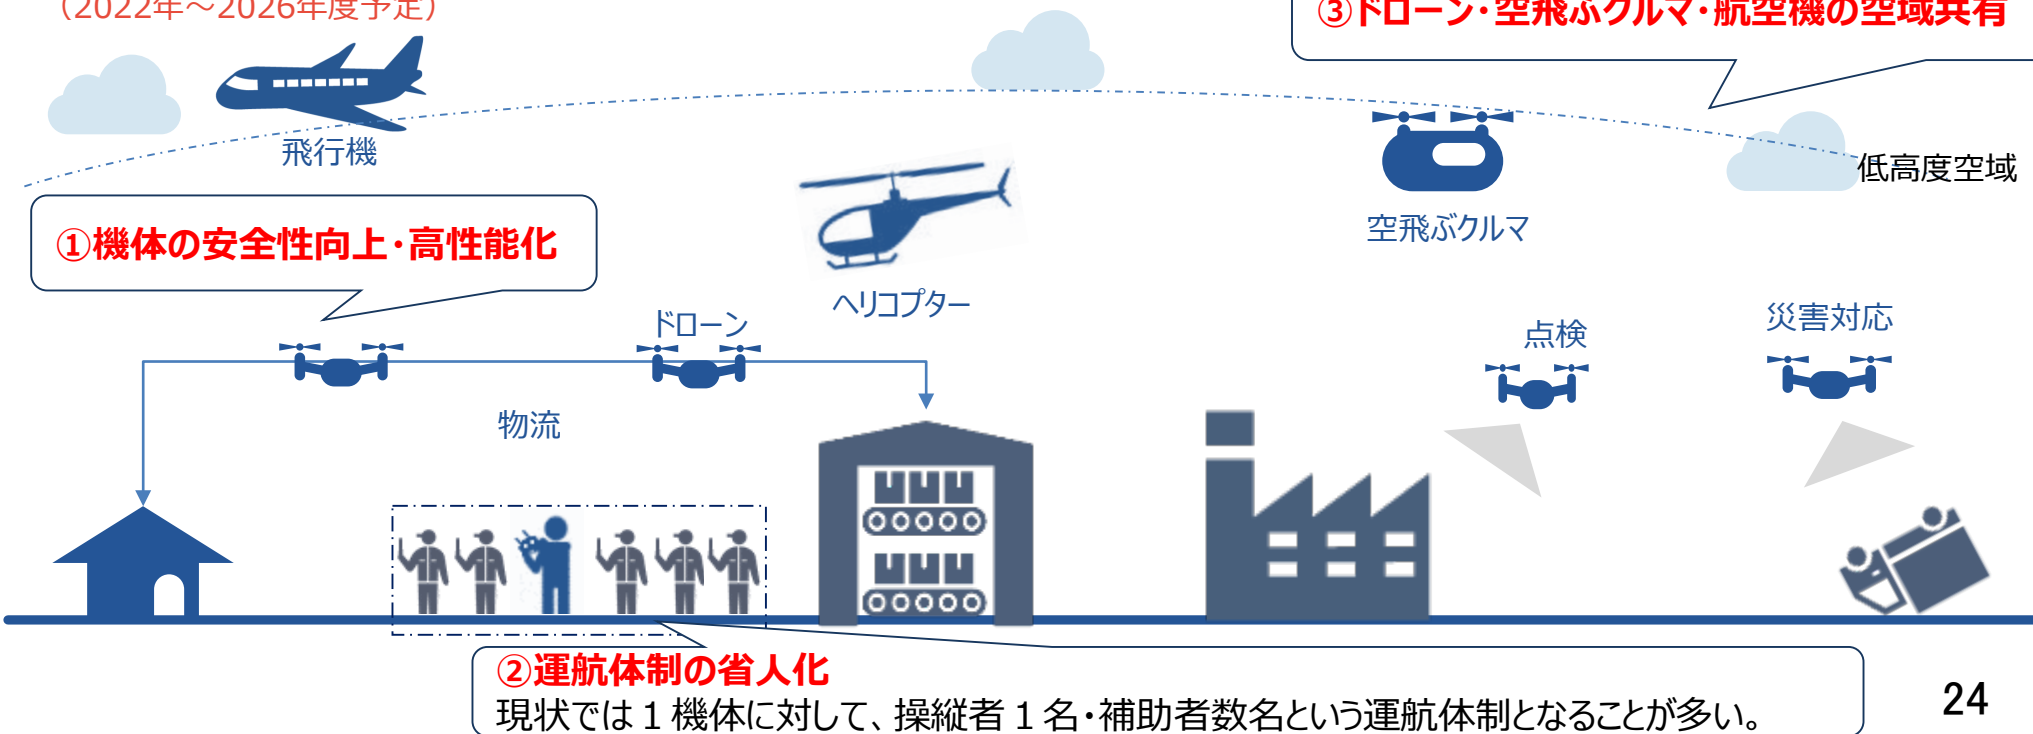 （2022年～2026年度予定）
③ドローン・空飛ぶクルマ・航空機の空域共有
飛行機
低高度空域
空飛ぶクルマ
①機体の安全性向上・高性能化
ヘリコプター
ドローン
点検
災害対応
物流
②運航体制の省人化
現状では１機体に対して、操縦者１名・補助者数名という運航体制となることが多い。
24